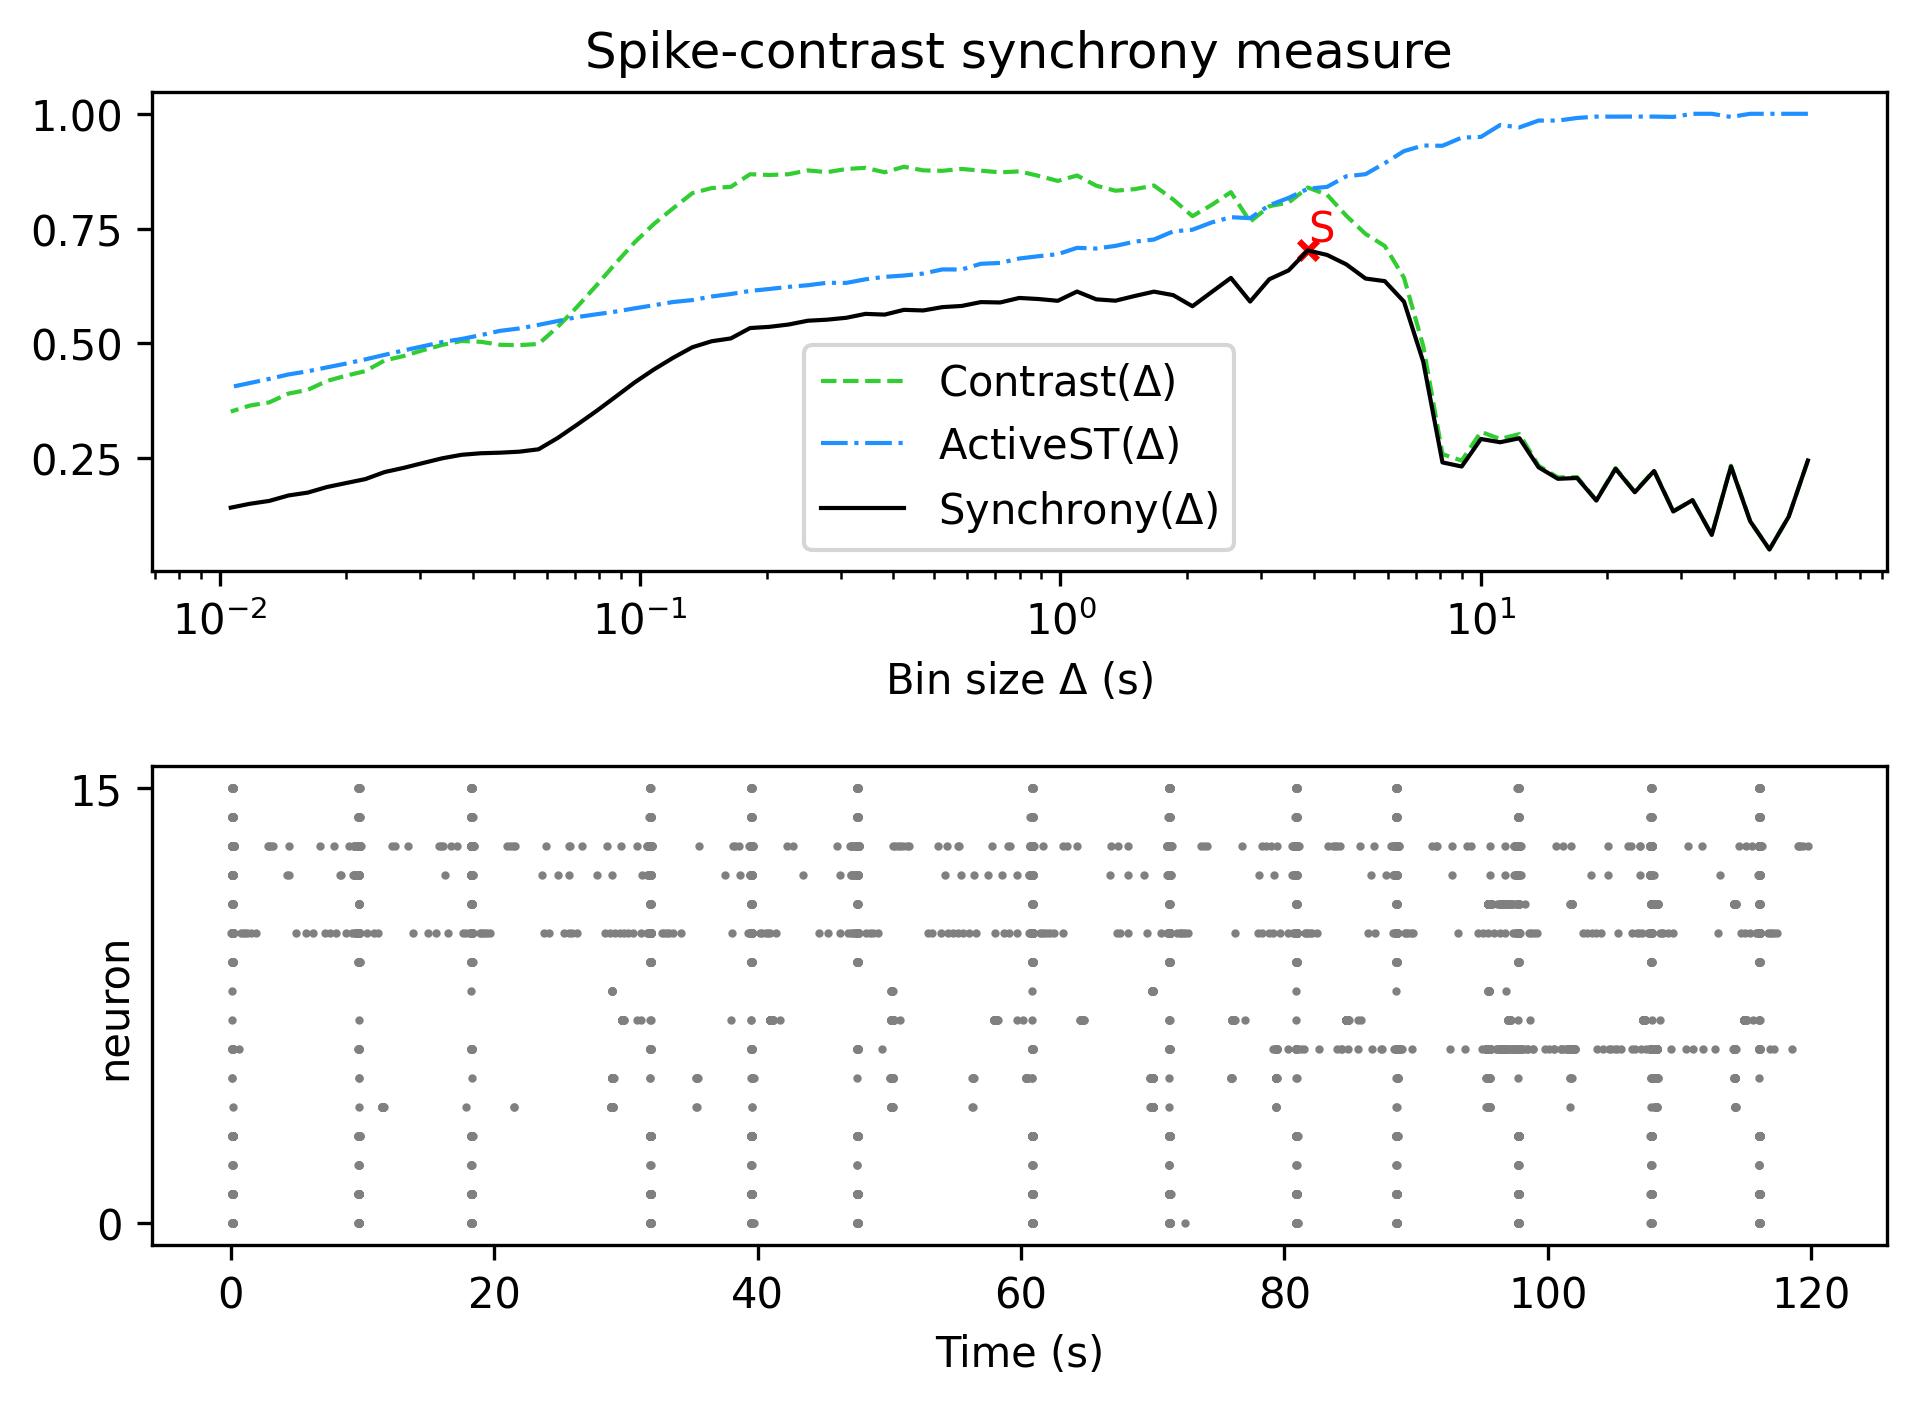 Spike-contrast synchrony measure
1.00
0.75
0.50
0.25
S
Contrast(Δ)
ActiveST(Δ)
Synchrony(Δ)
10⁻² 10⁻¹ 10⁰ 10¹
Bin size Δ (s)
15
neuron
0
0 20 40 60 80 100 120
Time (s)